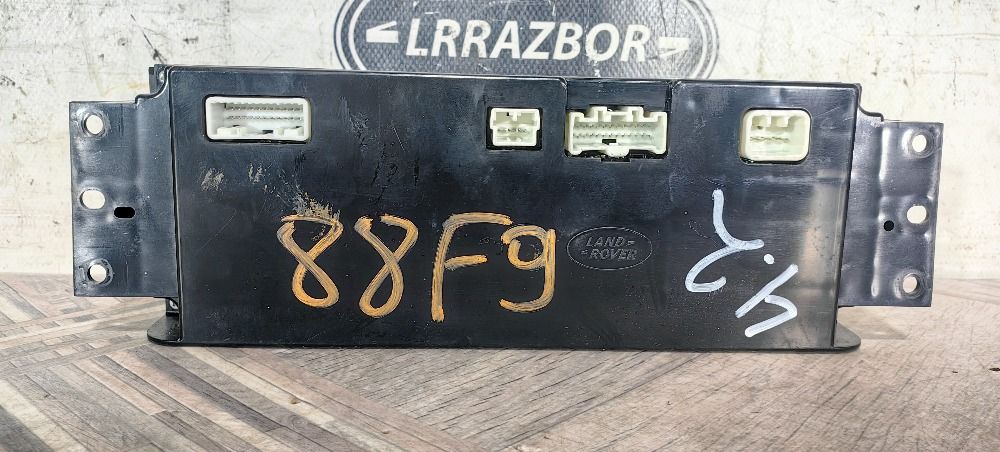 LRRAZBOR
88F9
LAND-
-ROVER